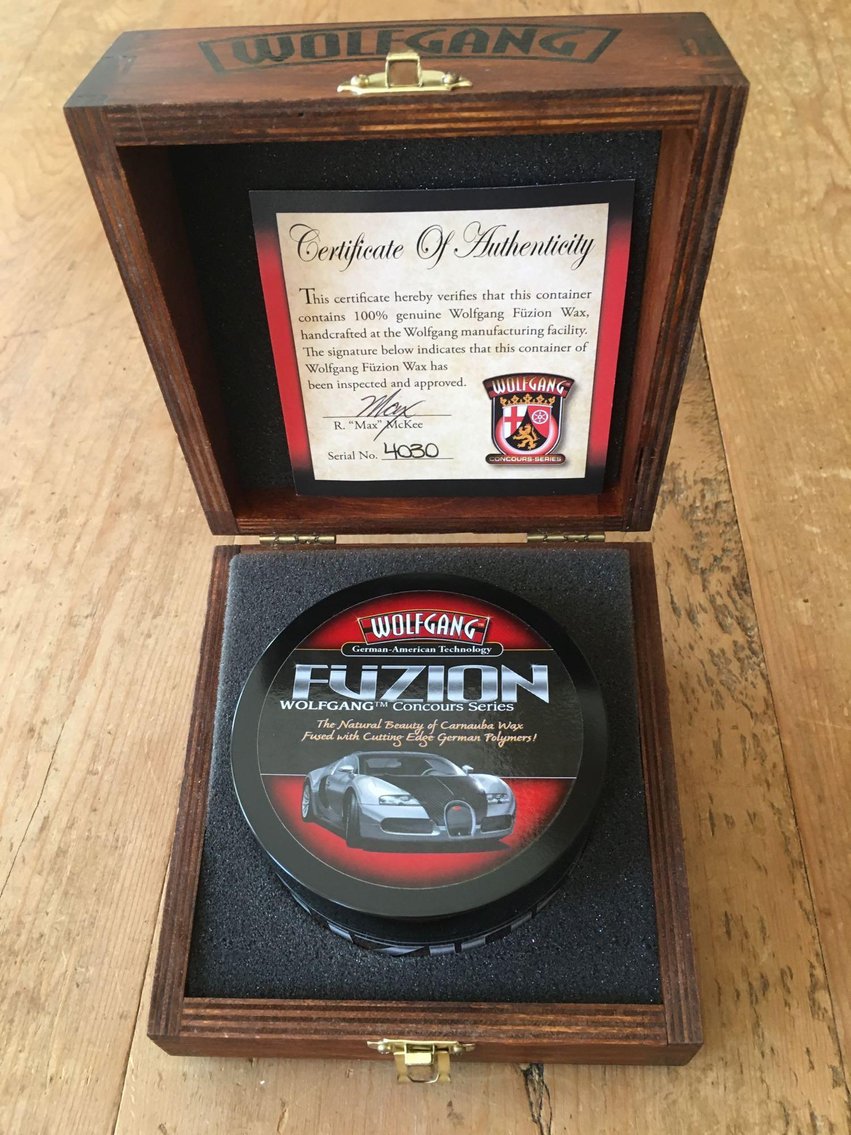 WOLFGANG
Certificate Of Authenticity
This certificate hereby verifies that this container
contains 100% genuine Wolfgang Füzion Wax,
handcrafted at the Wolfgang manufacturing facility.
The signature below indicates that this container of
Wolfgang Füzion Wax has
been inspected and approved.
Max
R. "Max" McKee
Serial No. 4030
WOLFGANG
CONCOURS-SERIES
WOLFGANG
German-American Technology
FÜZION
WOLFGANG™ Concours Series
The Natural Beauty of Carnauba Wax
Fused with Cutting Edge German Polymers!